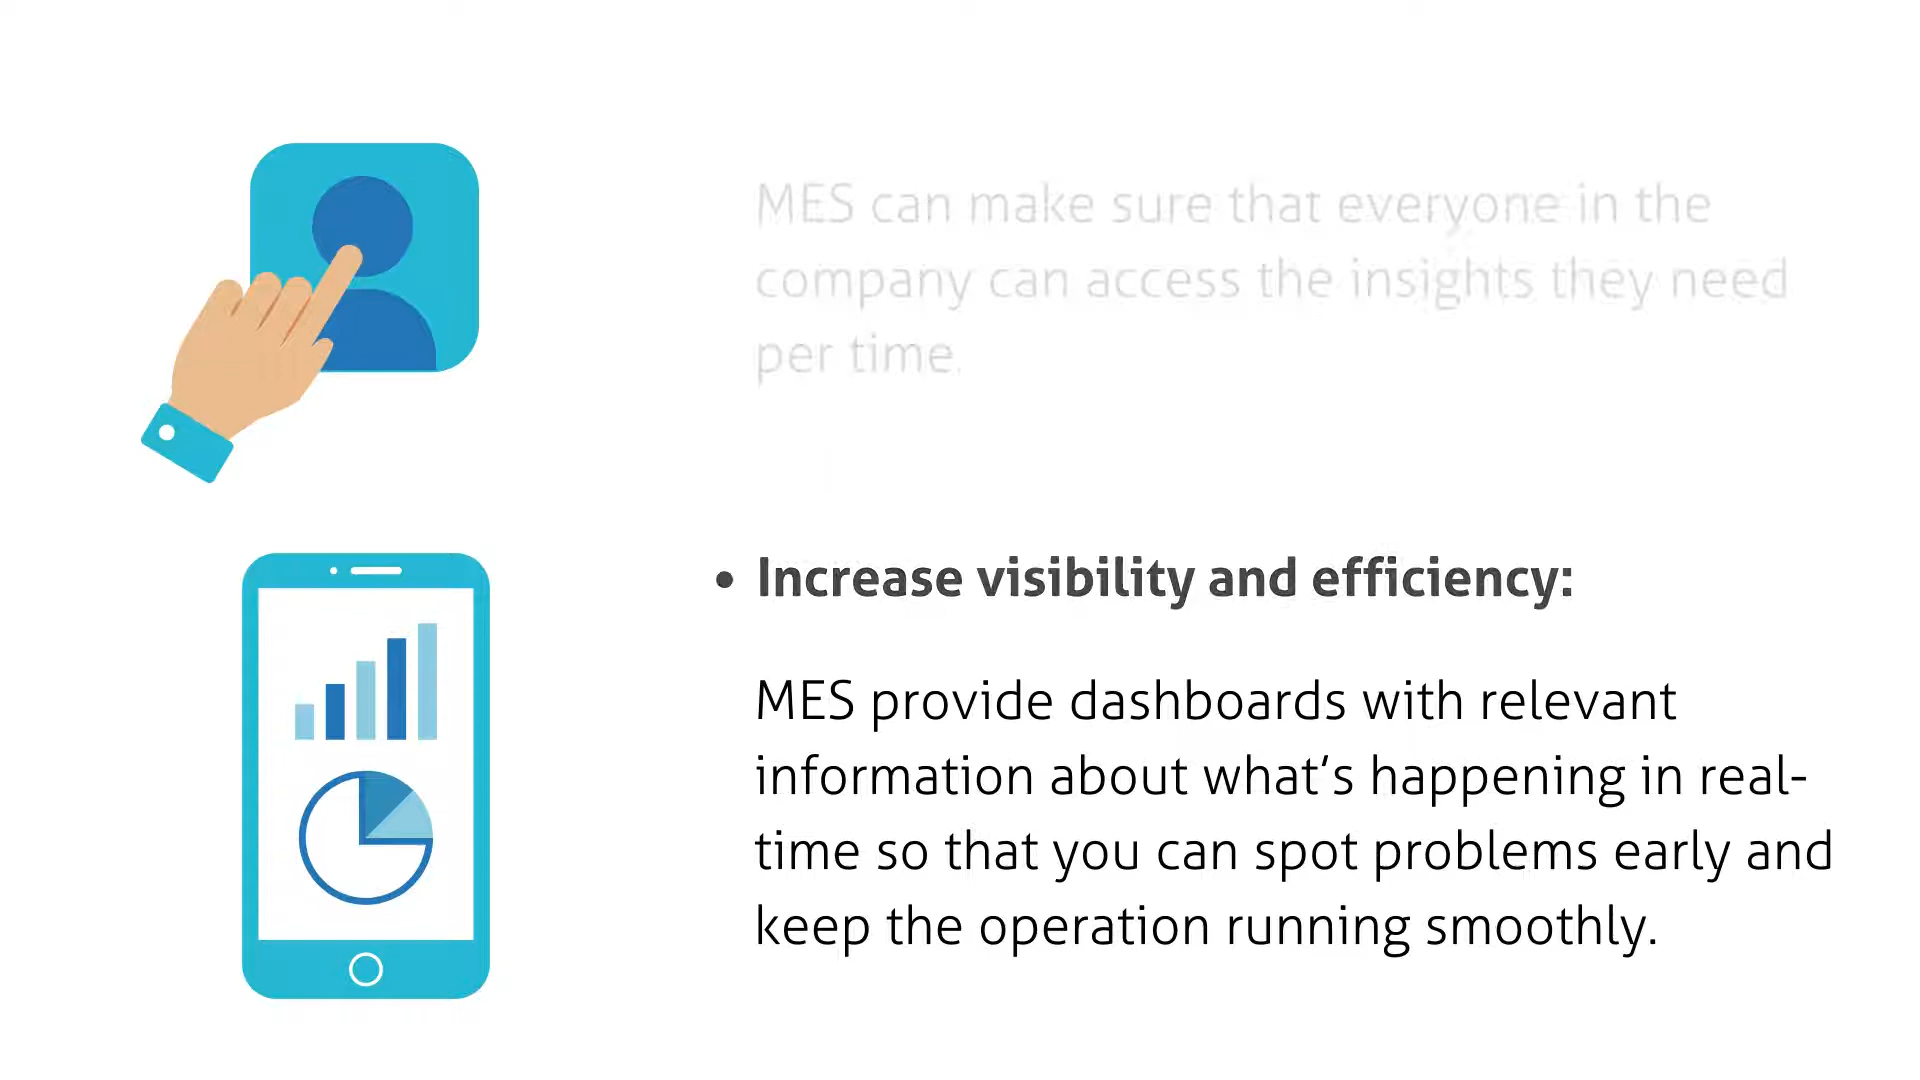 MES can make sure that everyone in the
company can access the insights they need
per time.
• Increase visibility and efficiency:
MES provide dashboards with relevant
information about what's happening in real-
time so that you can spot problems early and
keep the operation running smoothly.